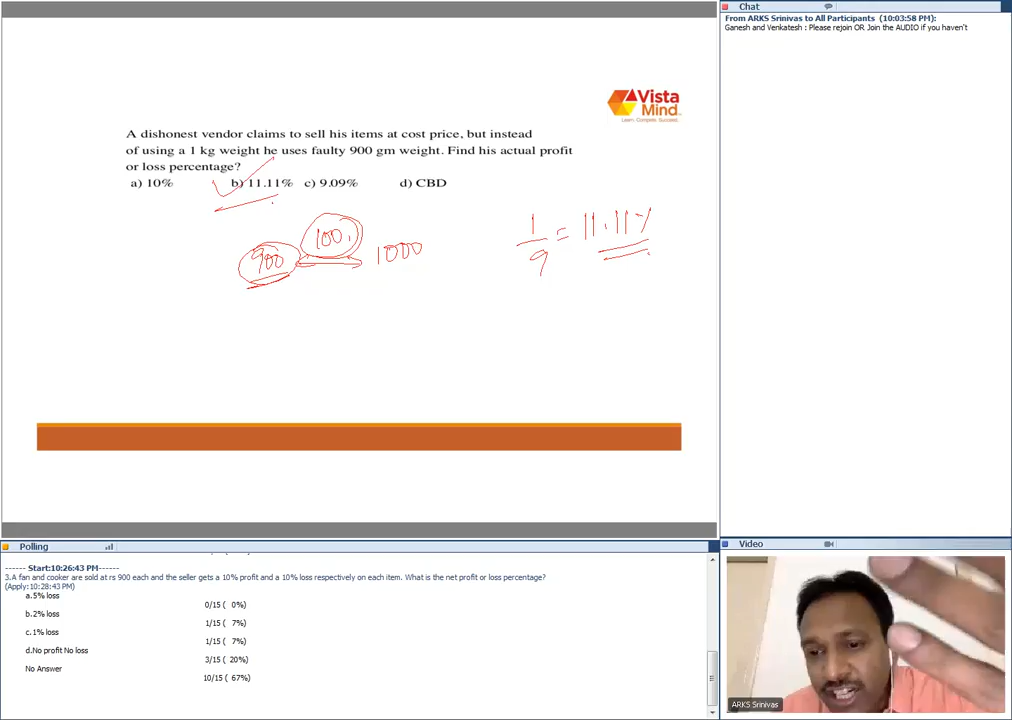 Chat
From ARKS Srinivas to All Participants (10:03:58 PM):
Ganesh and Venkatesh : Please rejoin OR Join the AUDIO if you haven't
Vista
Mind
Learn. Compete. Succeed.
A dishonest vendor claims to sell his items at cost price, but instead
of using a 1 kg weight he uses faulty 900 gm weight. Find his actual profit
or loss percentage?
a) 10% b) 11.11% c) 9.09% d) CBD
900 100 1000
1/9 = 11.11%
Polling
------ Start:10:26:43 PM------
3.A fan and cooker are sold at rs 900 each and the seller gets a 10% profit and a 10% loss respectively on each item. What is the net profit or loss percentage?
(Apply:10:28:43 PM)
a.5% loss
0/15 ( 0%)
b.2% loss
1/15 ( 7%)
c.1% loss
1/15 ( 7%)
d.No profit No loss
3/15 ( 20%)
No Answer
10/15 ( 67%)
Video
ARKS Srinivas